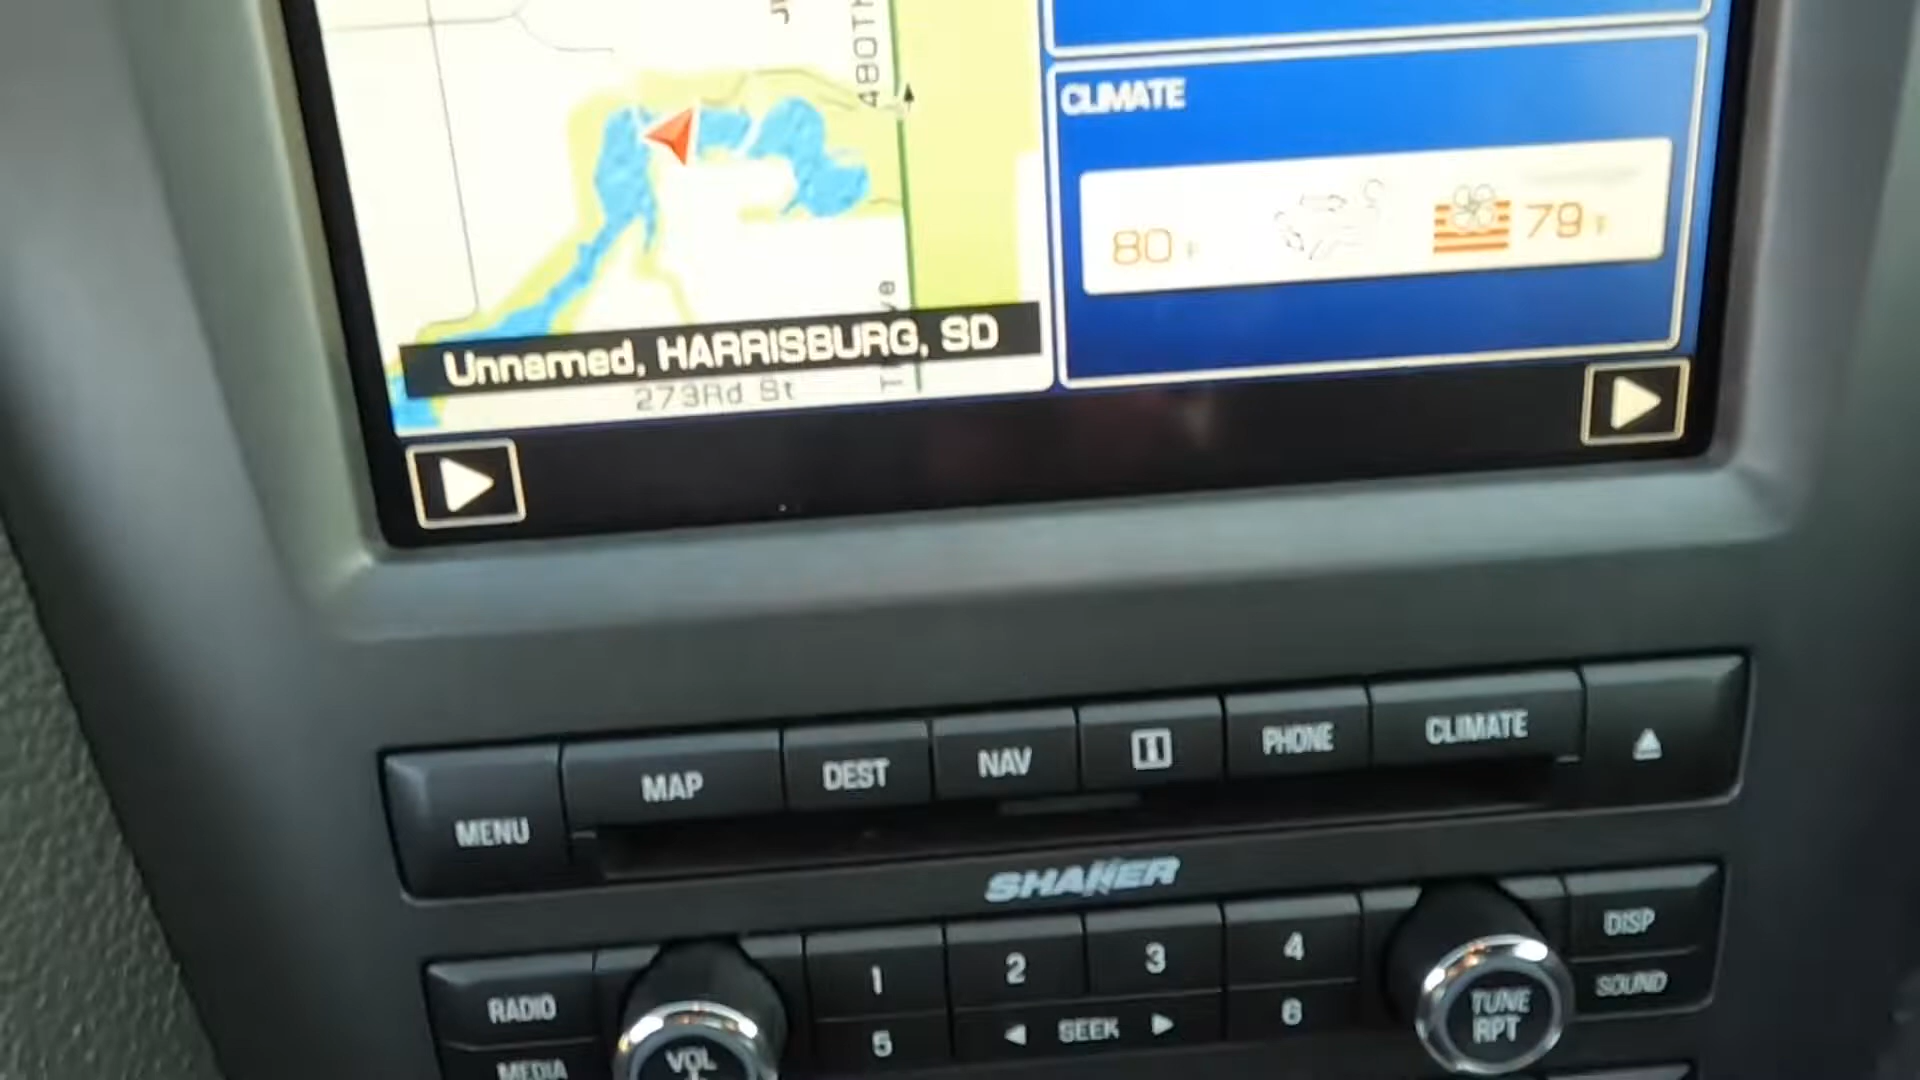 480TH
CLIMATE
80 F
79 F
Unnamed, HARRISBURG, SD
273Rd St
MENU
MAP
DEST
NAV
PHONE
CLIMATE
SHAKER
RADIO
MEDIA
VOL
1
2
3
4
5
SEEK
6
TUNE
RPT
DISP
SOUND